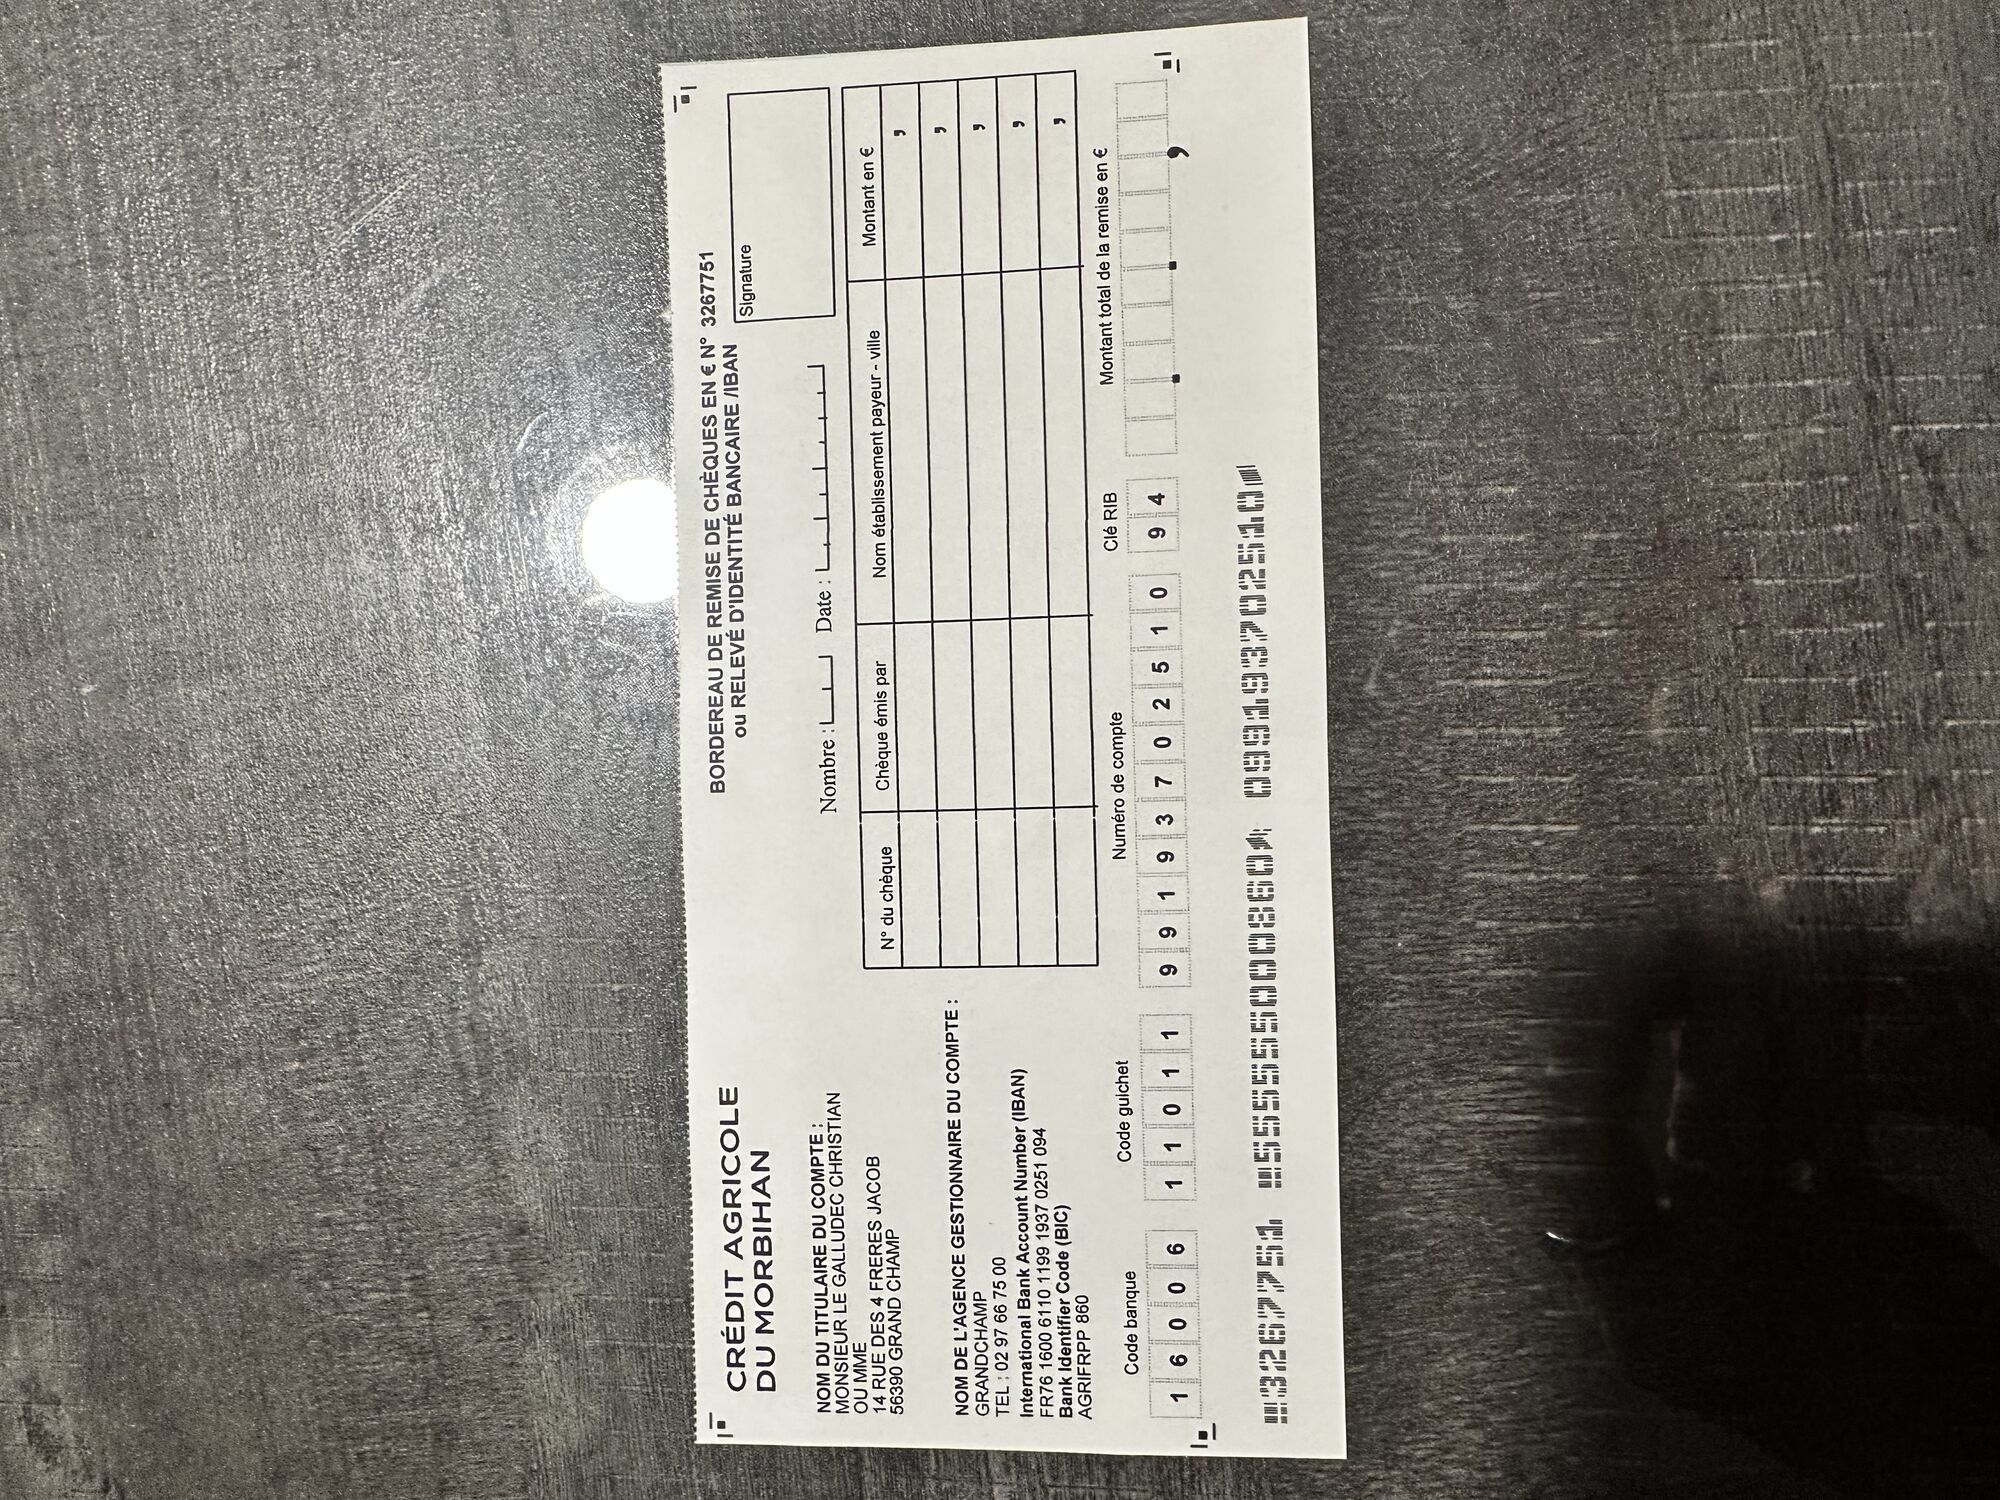 CRÉDIT AGRICOLE
DU MORBIHAN
BORDEREAU DE REMISE DE CHÈQUES EN € N° 3267751
ou RELEVÉ D'IDENTITÉ BANCAIRE /IBAN
Signature
NOM DU TITULAIRE DU COMPTE :
MONSIEUR LE GALLUDEC CHRISTIAN
OU MME
14 RUE DES 4 FRERES JACOB
56390 GRAND CHAMP
Nombre : Date :
N° du chèque Chèque émis par Nom établissement payeur - ville Montant en €
,
,
,
,
,
NOM DE L'AGENCE GESTIONNAIRE DU COMPTE :
GRANDCHAMP
TEL : 02 97 66 75 00
International Bank Account Number (IBAN)
FR76 1600 6110 1199 1937 0251 094
Bank Identifier Code (BIC)
AGRIFRPP 860
Code banque Code guichet Numéro de compte Clé RIB Montant total de la remise en €
1 6 0 0 6 1 1 0 1 1 9 9 1 9 3 7 0 2 5 1 0 9 4 . . ,
3267751 555550008604 099193702510